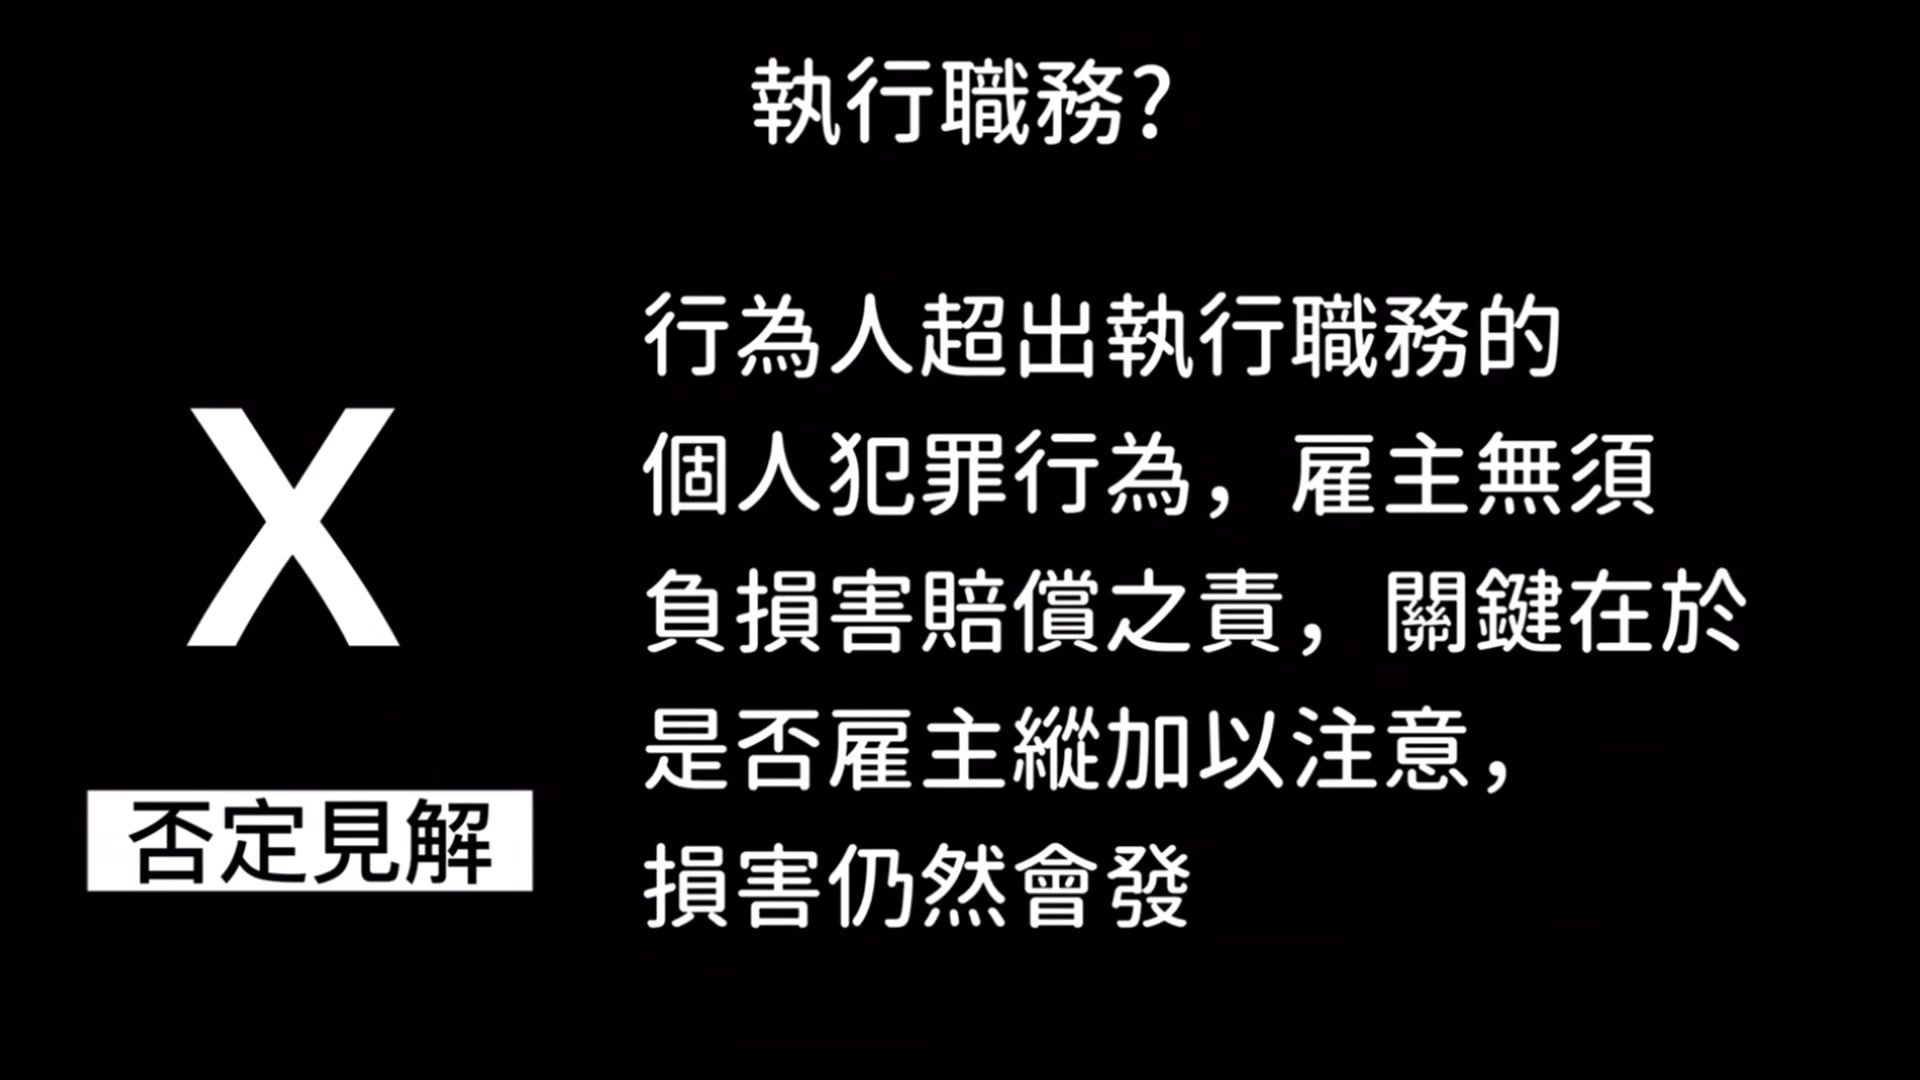 執行職務?
X
否定見解
行為人超出執行職務的
個人犯罪行為，雇主無須
負損害賠償之責，關鍵在於
是否雇主縱加以注意，
損害仍然會發